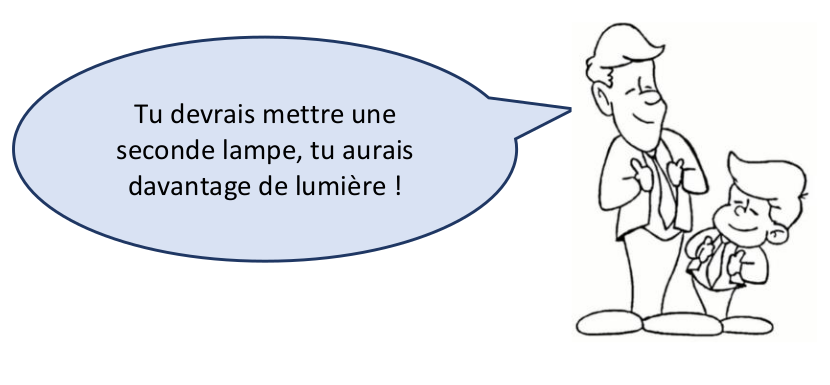 Tu devrais mettre une
seconde lampe, tu aurais
davantage de lumière !